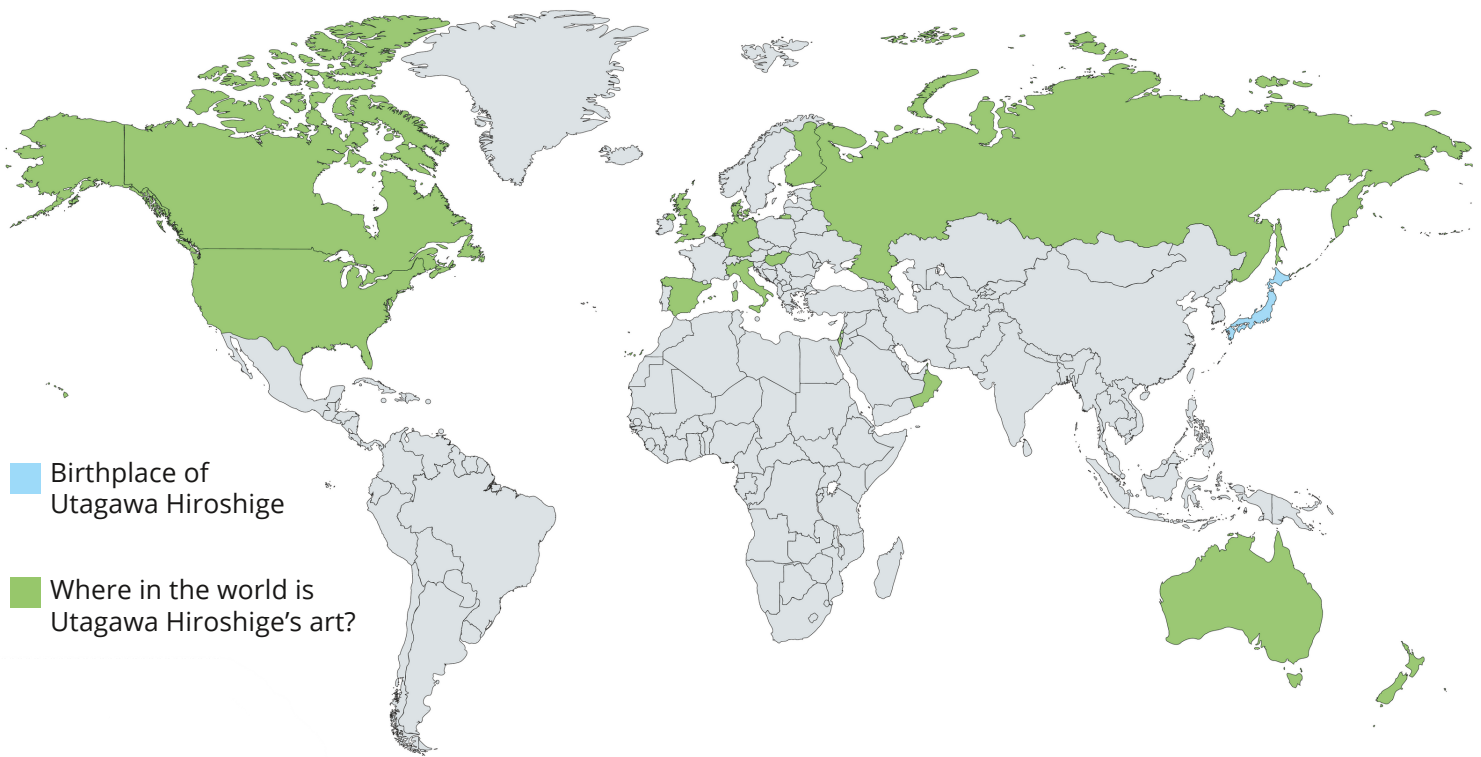 Birthplace of
Utagawa Hiroshige
Where in the world is
Utagawa Hiroshige’s art?